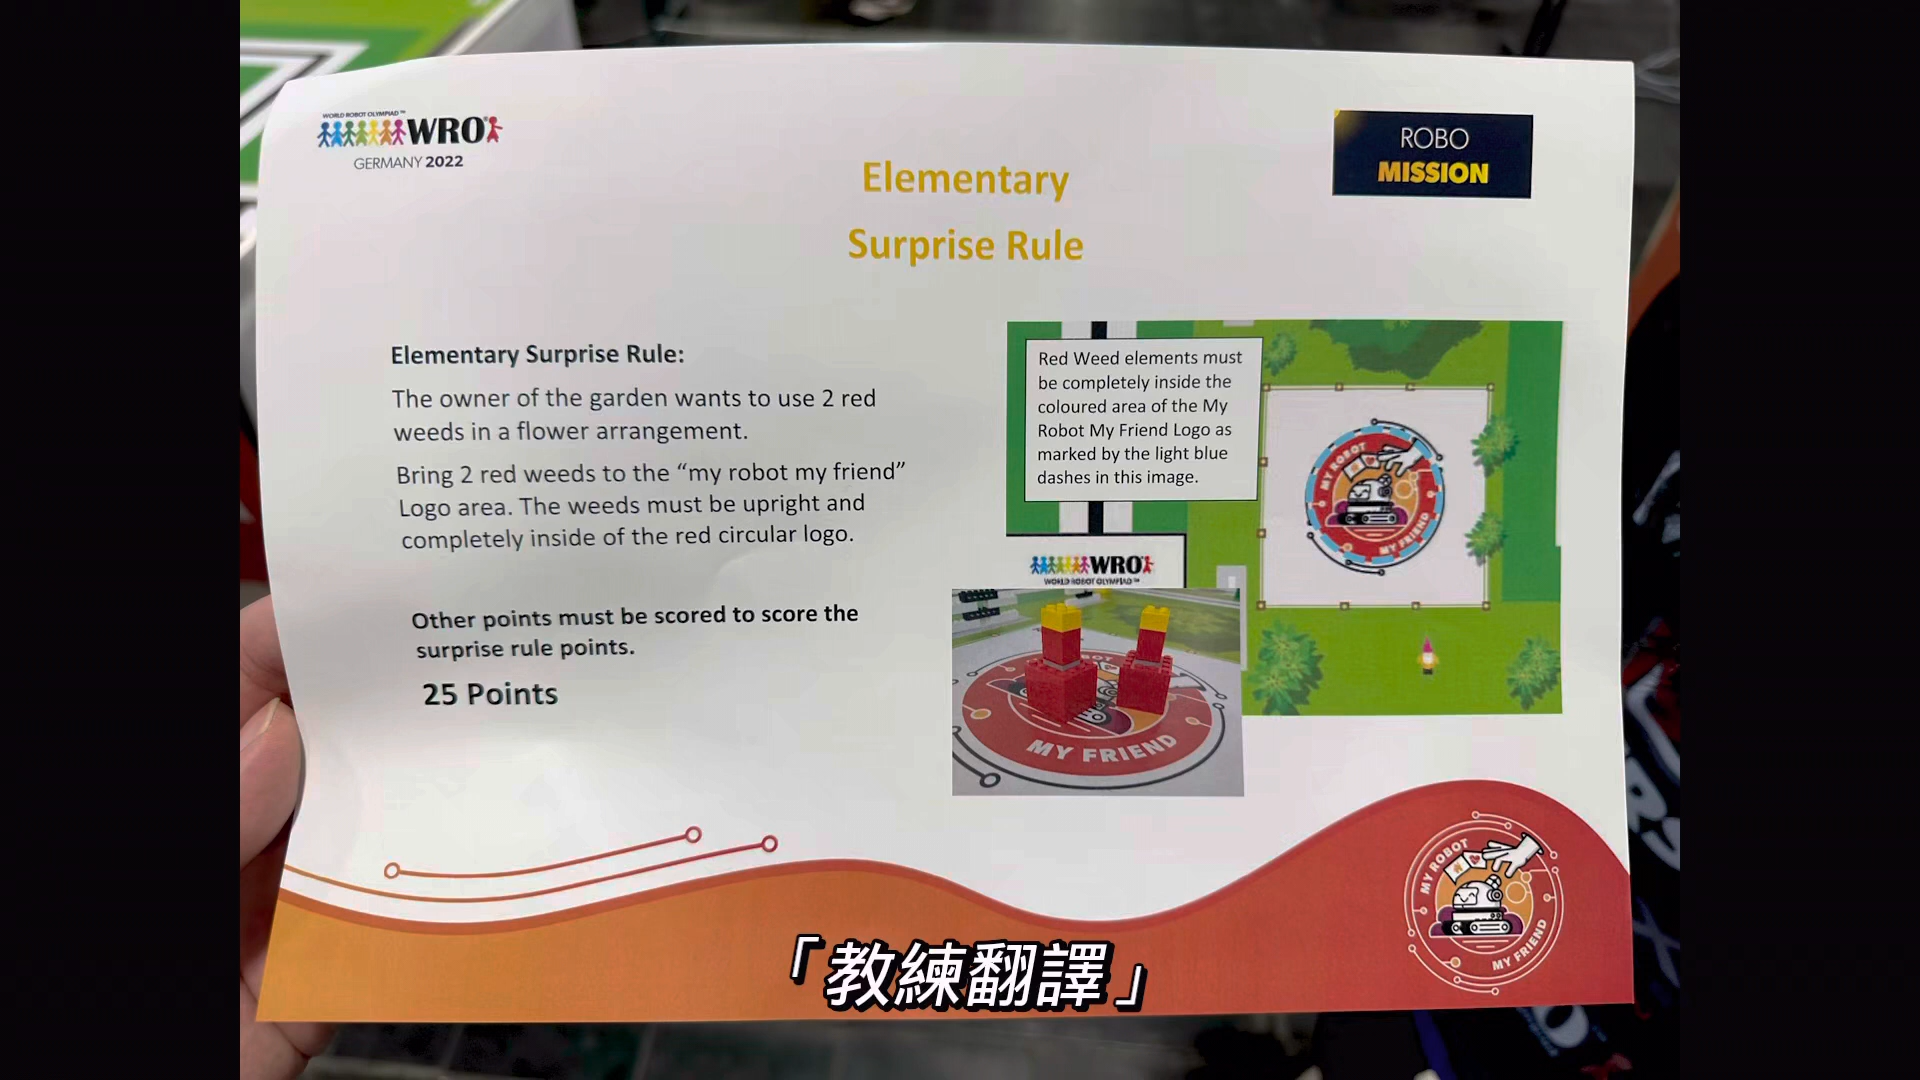 WORLD ROBOT OLYMPIAD™
WRO
GERMANY 2022
ROBO
MISSION
Elementary
Surprise Rule
Elementary Surprise Rule:
The owner of the garden wants to use 2 red
weeds in a flower arrangement.
Bring 2 red weeds to the “my robot my friend”
Logo area. The weeds must be upright and
completely inside of the red circular logo.
Other points must be scored to score the
surprise rule points.
25 Points
Red Weed elements must
be completely inside the
coloured area of the My
Robot My Friend Logo as
marked by the light blue
dashes in this image.
MY ROBOT
MY FRIEND
WRO
WORLD ROBOT OLYMPIAD™
MY FRIEND
MY ROBOT
MY FRIEND
「教練翻譯」